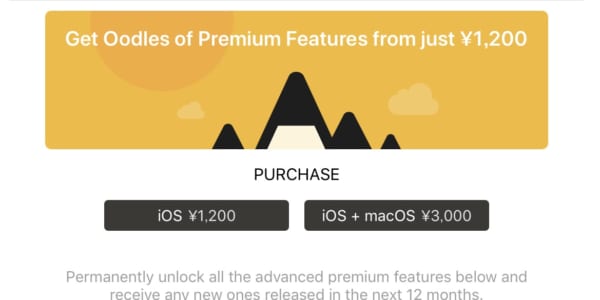 Get Oodles of Premium Features from just ¥1,200
PURCHASE
iOS ¥1,200
iOS + macOS ¥3,000
Permanently unlock all the advanced premium features below and
receive any new ones released in the next 12 months.